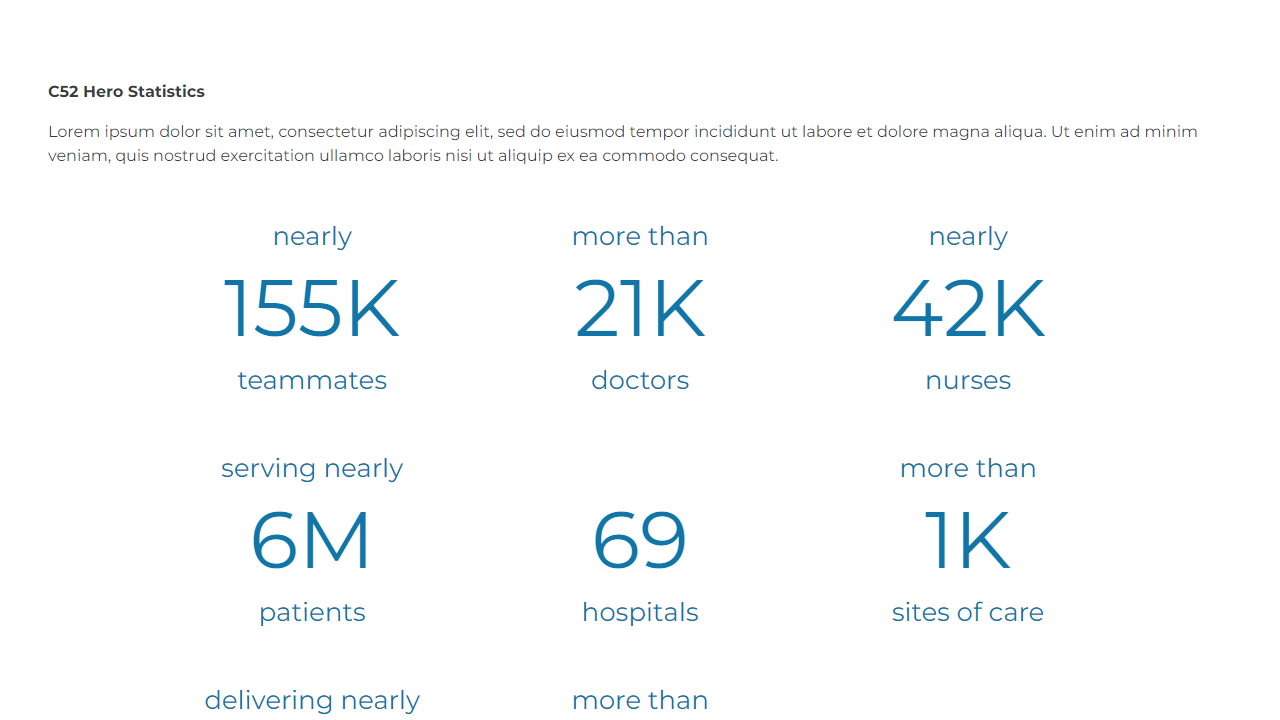 C52 Hero Statistics
Lorem ipsum dolor sit amet, consectetur adipiscing elit, sed do eiusmod tempor incididunt ut labore et dolore magna aliqua. Ut enim ad minim
veniam, quis nostrud exercitation ullamco laboris nisi ut aliquip ex ea commodo consequat.
nearly
155K
teammates
more than
21K
doctors
nearly
42K
nurses
serving nearly
6M
patients
69
hospitals
more than
1K
sites of care
delivering nearly
more than